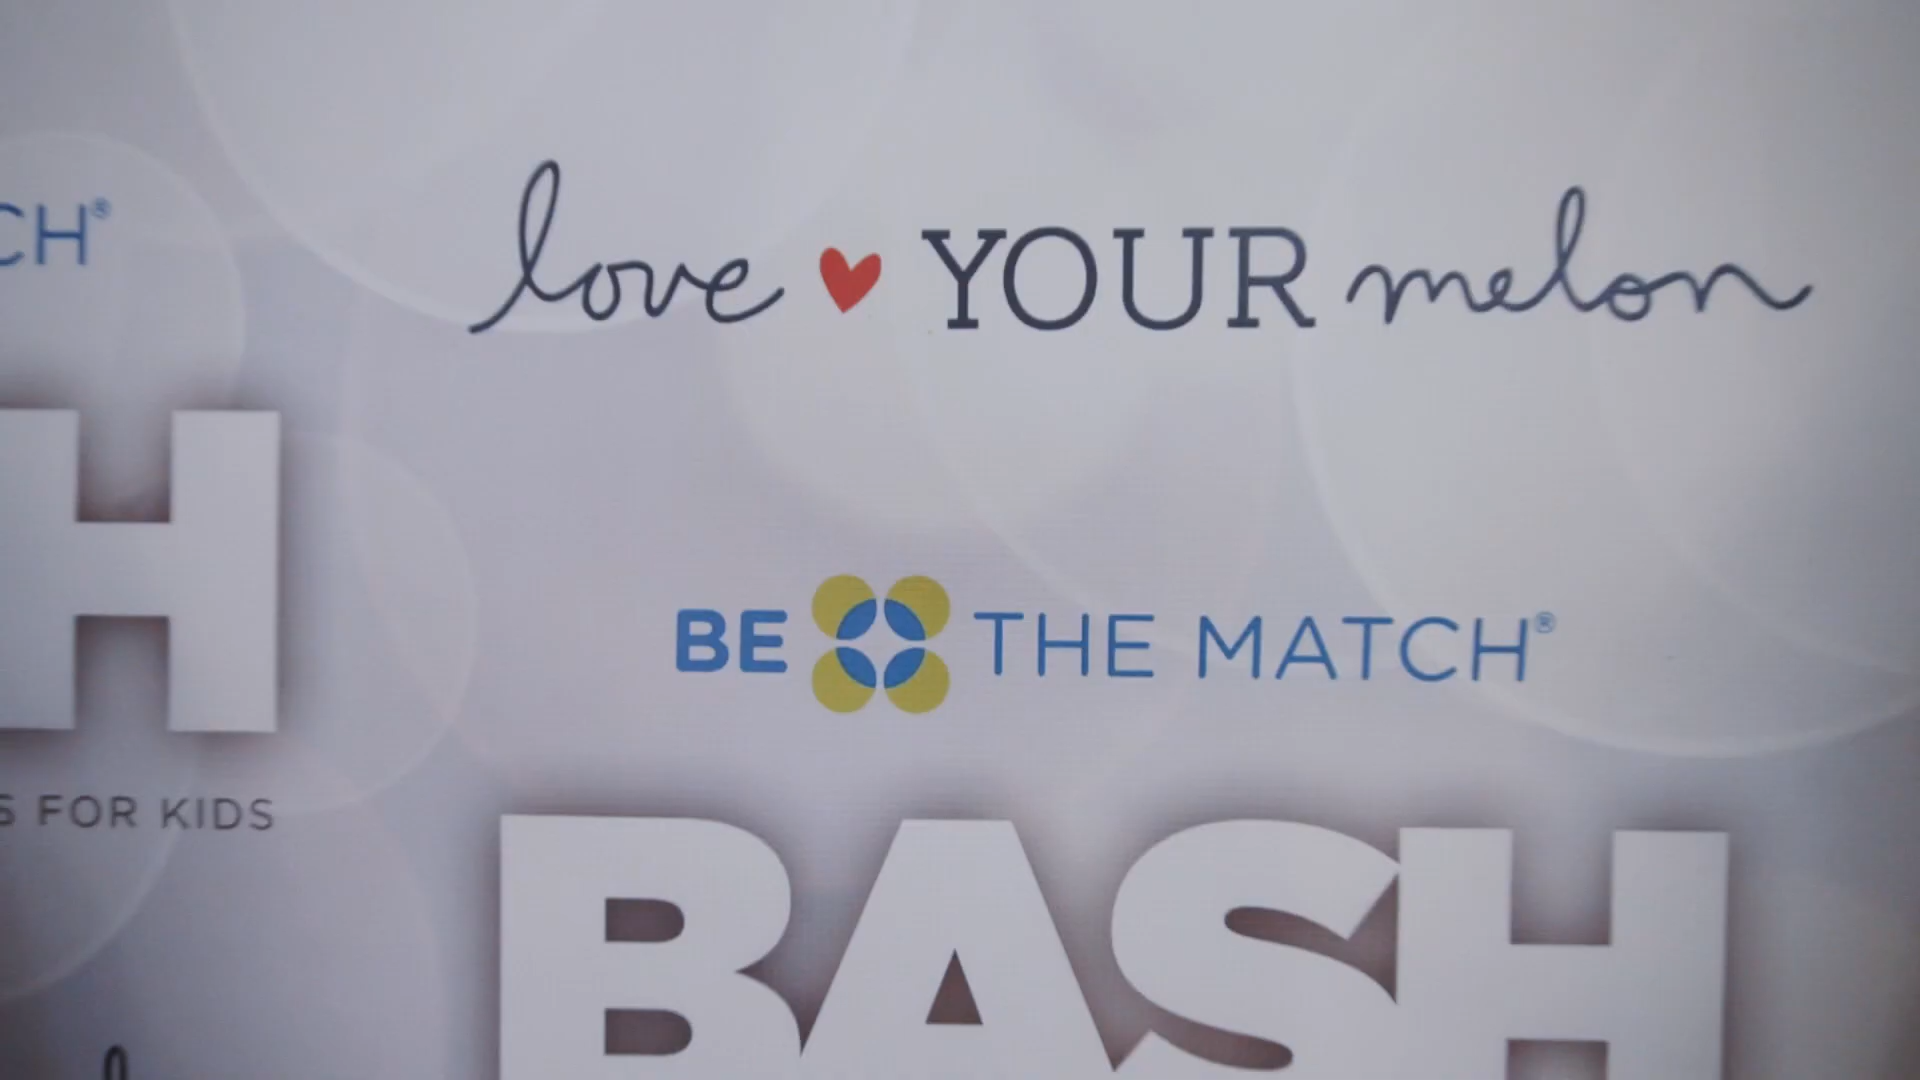 love YOUR melon
CH®
BE THE MATCH®
H
S FOR KIDS
BASH